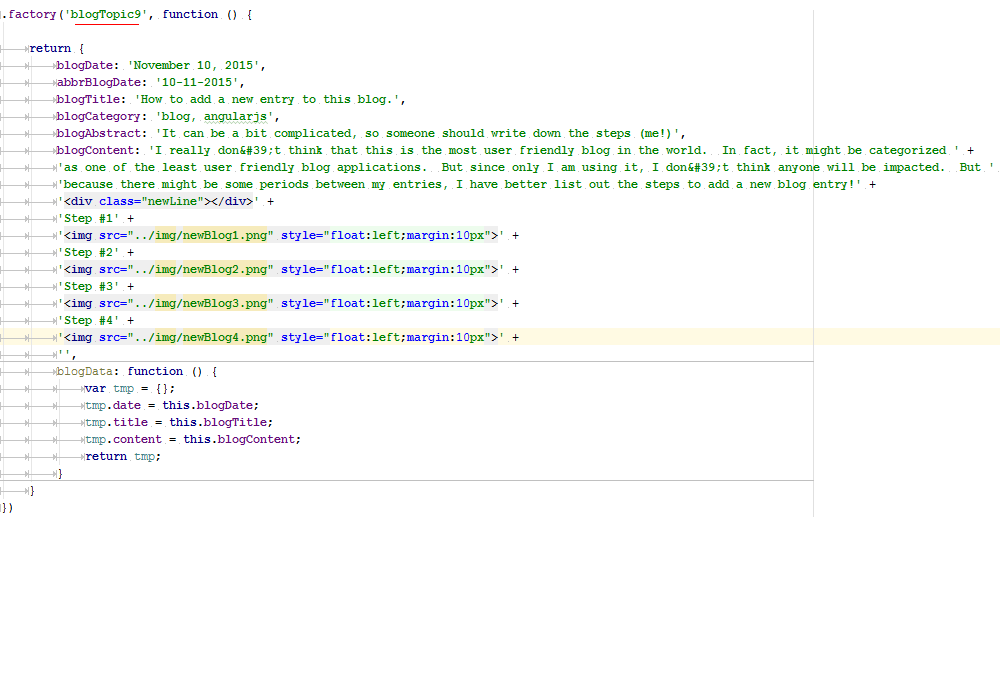 .factory('blogTopic9', function () {
return {
blogDate: 'November 10, 2015',
abbrBlogDate: '10-11-2015',
blogTitle: 'How to add a new entry to this blog.',
blogCategory: 'blog, angularjs',
blogAbstract: 'It can be a bit complicated, so someone should write down the steps (me!)',
blogContent: 'I really don&#39;t think that this is the most user friendly blog in the world.  In fact, it might be categorized ' +
'as one of the least user friendly blog applications.  But since only I am using it, I don&#39;t think anyone will be impacted.  But '
'because there might be some periods between my entries, I have better list out the steps to add a new blog entry!' +
'<div class="newLine"></div>' +
'Step #1' +
'<img src="../img/newBlog1.png" style="float:left;margin:10px">' +
'Step #2' +
'<img src="../img/newBlog2.png" style="float:left;margin:10px">' +
'Step #3' +
'<img src="../img/newBlog3.png" style="float:left;margin:10px">' +
'Step #4' +
'<img src="../img/newBlog4.png" style="float:left;margin:10px">' +
'',
blogData: function () {
var tmp = {};
tmp.date = this.blogDate;
tmp.title = this.blogTitle;
tmp.content = this.blogContent;
return tmp;
}
}
})